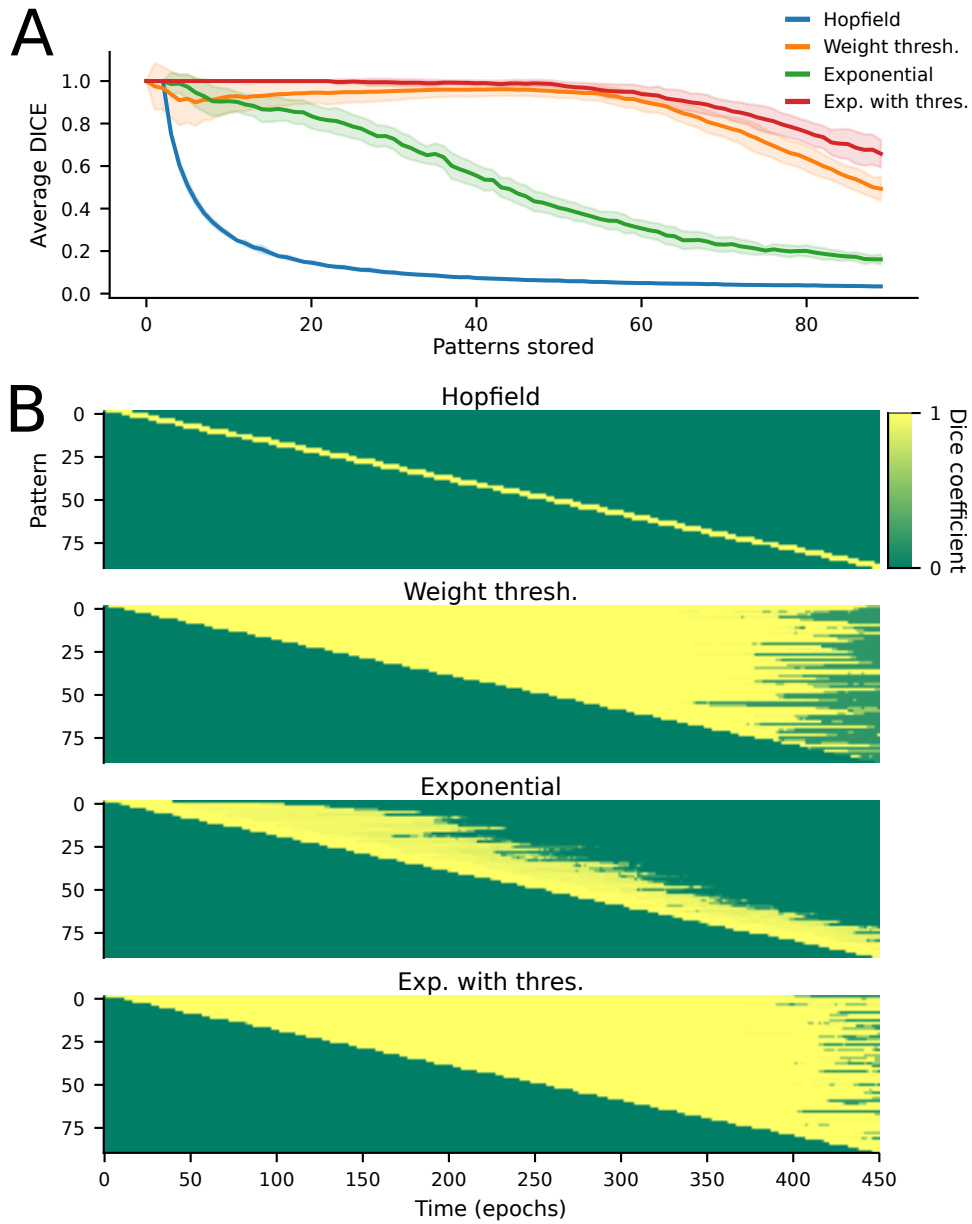 A
Hopfield
Weight thresh.
Exponential
Exp. with thres.
Average DICE
1.0
0.8
0.6
0.4
0.2
0.0
0 20 40 60 80
Patterns stored
B
Hopfield
Pattern
0
25
50
75
1
0
Dice coefficient
Weight thresh.
0
25
50
75
Exponential
0
25
50
75
Exp. with thres.
0
25
50
75
0 50 100 150 200 250 300 350 400 450
Time (epochs)